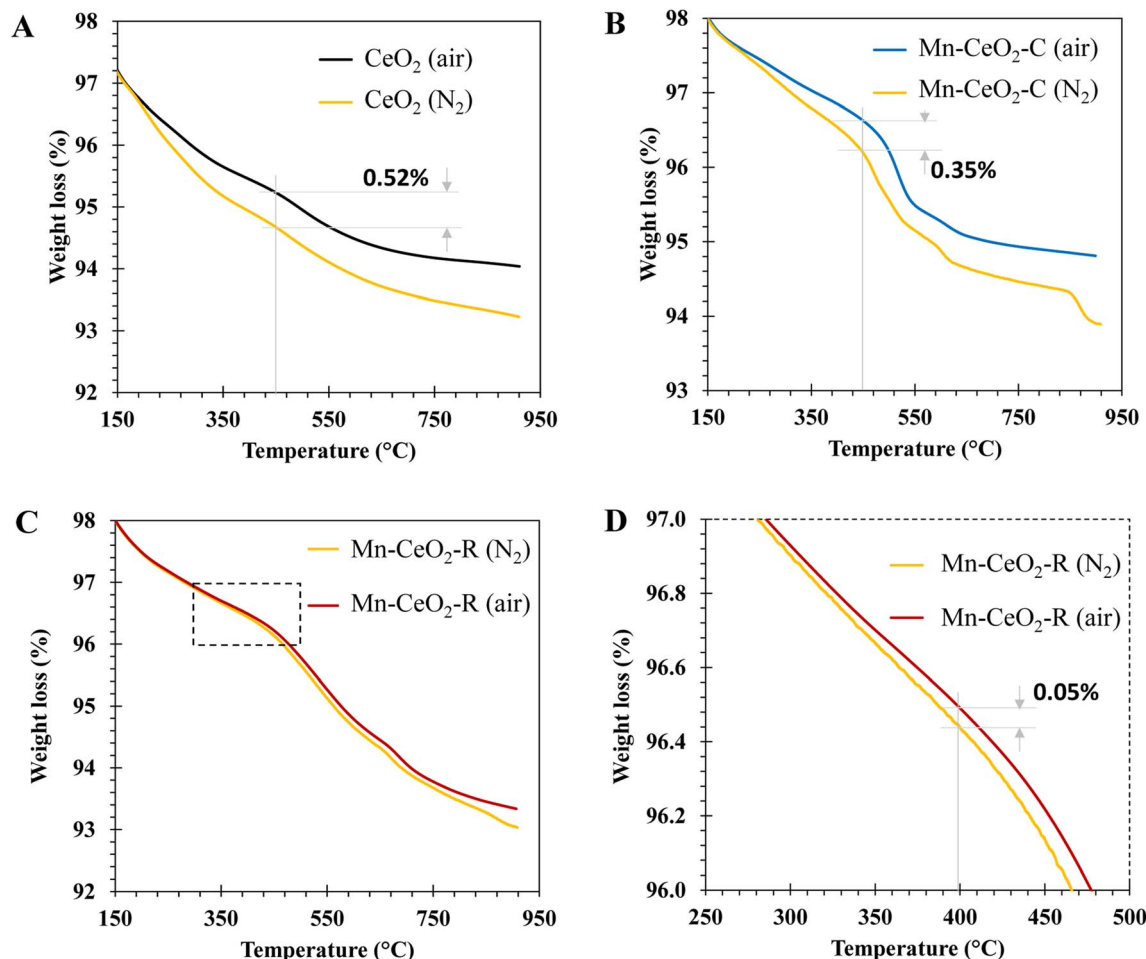 A
98
97
96
95
94
93
92
Weight loss (%)
CeO₂ (air)
CeO₂ (N₂)
0.52%
150 350 550 750 950
Temperature (°C)
B
98
97
96
95
94
93
Weight loss (%)
Mn-CeO₂-C (air)
Mn-CeO₂-C (N₂)
0.35%
150 350 550 750 950
Temperature (°C)
C
98
97
96
95
94
93
92
Weight loss (%)
Mn-CeO₂-R (N₂)
Mn-CeO₂-R (air)
150 350 550 750 950
Temperature (°C)
D
97.0
96.8
96.6
96.4
96.2
96.0
Weight loss (%)
Mn-CeO₂-R (N₂)
Mn-CeO₂-R (air)
0.05%
250 300 350 400 450 500
Temperature (°C)